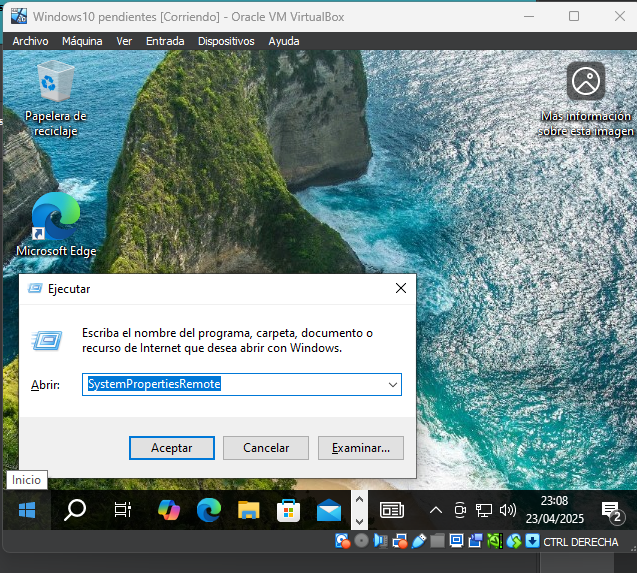 Windows10 pendientes [Corriendo] - Oracle VM VirtualBox
Archivo Máquina Ver Entrada Dispositivos Ayuda
Papelera de
reciclaje
Más información
sobre esta imagen
Microsoft Edge
Ejecutar
Escriba el nombre del programa, carpeta, documento o
recurso de Internet que desea abrir con Windows.
Abrir: SystemPropertiesRemote
Aceptar Cancelar Examinar...
Inicio
23:08
23/04/2025
2
CTRL DERECHA